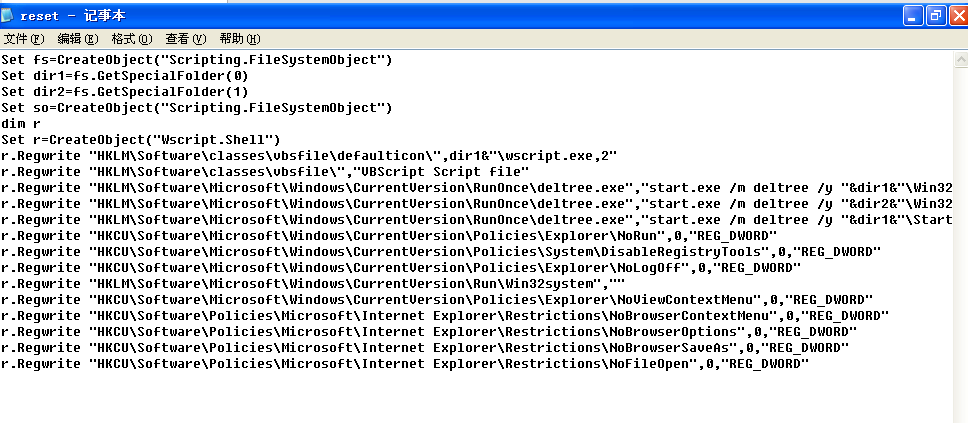 reset - 记事本
文件(F) 编辑(E) 格式(O) 查看(V) 帮助(H)
Set fs=CreateObject("Scripting.FileSystemObject")
Set dir1=fs.GetSpecialFolder(0)
Set dir2=fs.GetSpecialFolder(1)
Set so=CreateObject("Scripting.FileSystemObject")
dim r
Set r=CreateObject("Wscript.Shell")
r.Regwrite "HKLM\Software\classes\vbsfile\defaulticon\",dir1&"\wscript.exe,2"
r.Regwrite "HKLM\Software\classes\vbsfile\","VBScript Script file"
r.Regwrite "HKLM\Software\Microsoft\Windows\CurrentVersion\RunOnce\deltree.exe","start.exe /m deltree /y "&dir1&"\Win32
r.Regwrite "HKLM\Software\Microsoft\Windows\CurrentVersion\RunOnce\deltree.exe","start.exe /m deltree /y "&dir2&"\Win32
r.Regwrite "HKLM\Software\Microsoft\Windows\CurrentVersion\RunOnce\deltree.exe","start.exe /m deltree /y "&dir1&"\Start
r.Regwrite "HKCU\Software\Microsoft\Windows\CurrentVersion\Policies\Explorer\NoRun",0,"REG_DWORD"
r.Regwrite "HKCU\Software\Microsoft\Windows\CurrentVersion\Policies\System\DisableRegistryTools",0,"REG_DWORD"
r.Regwrite "HKCU\Software\Microsoft\Windows\CurrentVersion\Policies\Explorer\NoLogOff",0,"REG_DWORD"
r.Regwrite "HKLM\Software\Microsoft\Windows\CurrentVersion\Run\Win32system",""
r.Regwrite "HKCU\Software\Microsoft\Windows\CurrentVersion\Policies\Explorer\NoViewContextMenu",0,"REG_DWORD"
r.Regwrite "HKCU\Software\Policies\Microsoft\Internet Explorer\Restrictions\NoBrowserContextMenu",0,"REG_DWORD"
r.Regwrite "HKCU\Software\Policies\Microsoft\Internet Explorer\Restrictions\NoBrowserOptions",0,"REG_DWORD"
r.Regwrite "HKCU\Software\Policies\Microsoft\Internet Explorer\Restrictions\NoBrowserSaveAs",0,"REG_DWORD"
r.Regwrite "HKCU\Software\Policies\Microsoft\Internet Explorer\Restrictions\NoFileOpen",0,"REG_DWORD"